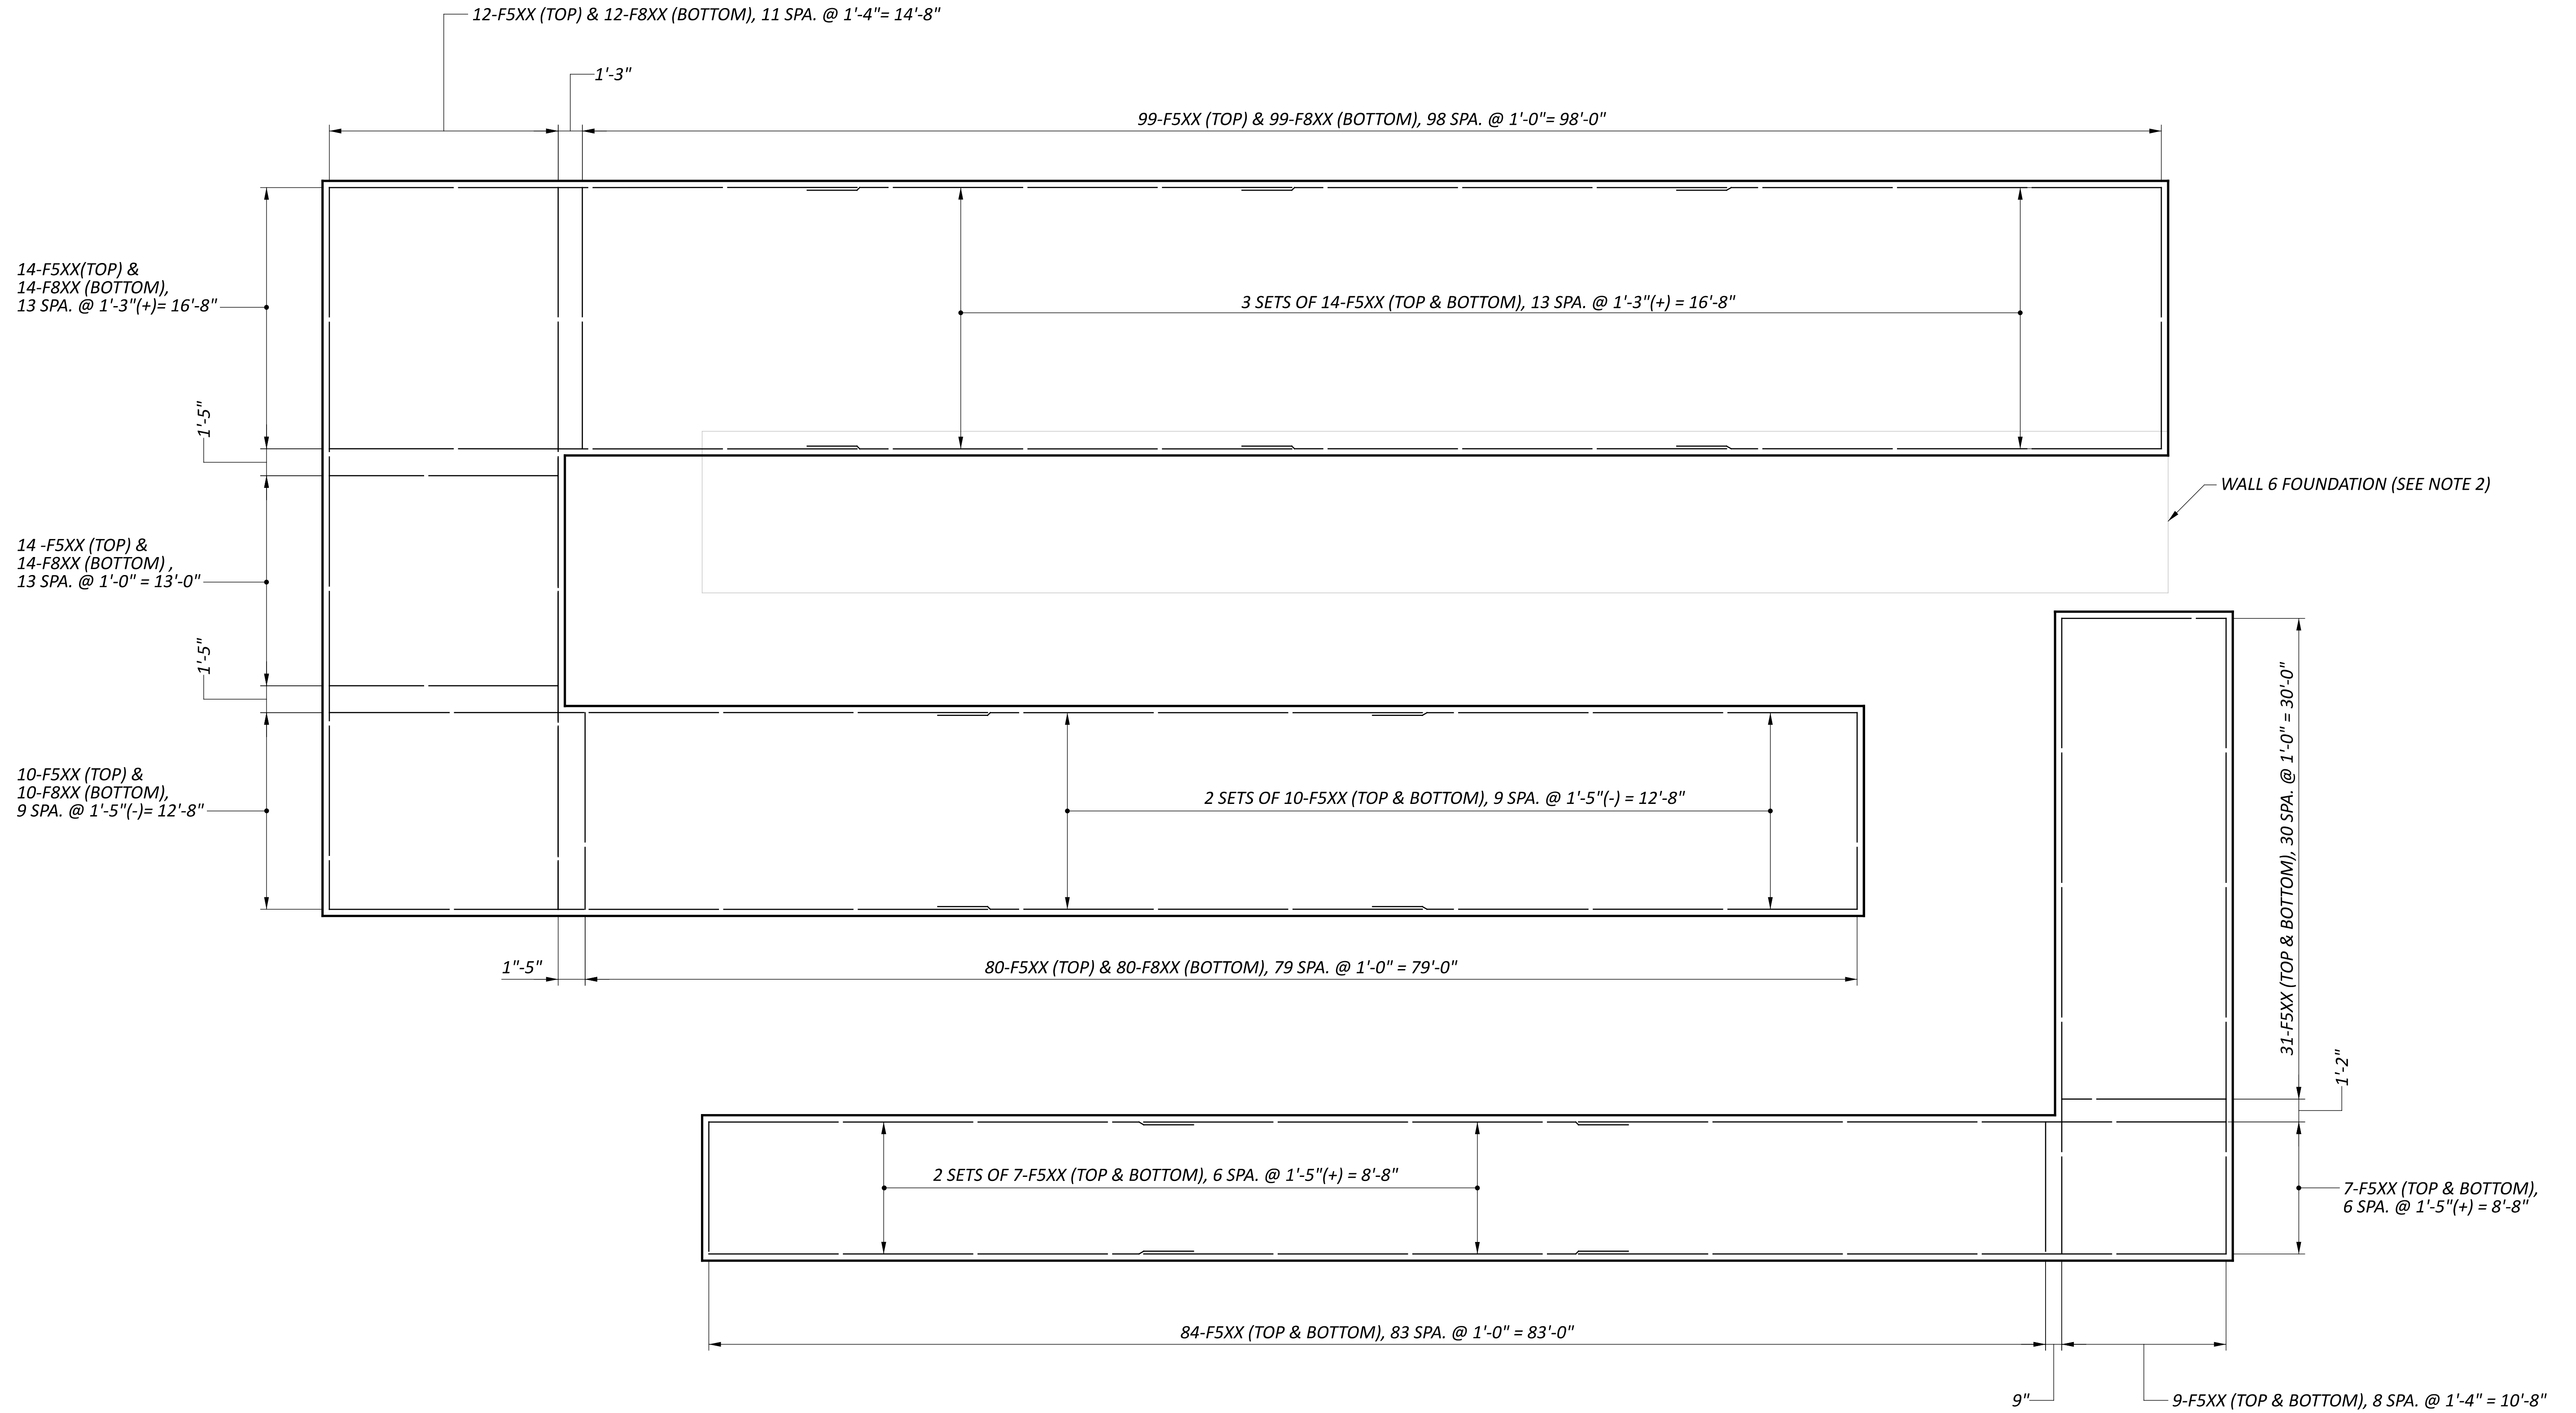 12-F5XX (TOP) & 12-F8XX (BOTTOM), 11 SPA. @ 1'-4"= 14'-8"
1'-3"
99-F5XX (TOP) & 99-F8XX (BOTTOM), 98 SPA. @ 1'-0"= 98'-0"
14-F5XX(TOP) &
14-F8XX (BOTTOM),
13 SPA. @ 1'-3"(+)= 16'-8"
3 SETS OF 14-F5XX (TOP & BOTTOM), 13 SPA. @ 1'-3"(+) = 16'-8"
1'-5"
WALL 6 FOUNDATION (SEE NOTE 2)
14 -F5XX (TOP) &
14-F8XX (BOTTOM) ,
13 SPA. @ 1'-0" = 13'-0"
1'-5"
10-F5XX (TOP) &
10-F8XX (BOTTOM),
9 SPA. @ 1'-5"(-)= 12'-8"
2 SETS OF 10-F5XX (TOP & BOTTOM), 9 SPA. @ 1'-5"(-) = 12'-8"
31-F5XX (TOP & BOTTOM), 30 SPA. @ 1'-0" = 30'-0"
1"-5"
80-F5XX (TOP) & 80-F8XX (BOTTOM), 79 SPA. @ 1'-0" = 79'-0"
1'-2"
2 SETS OF 7-F5XX (TOP & BOTTOM), 6 SPA. @ 1'-5"(+) = 8'-8"
7-F5XX (TOP & BOTTOM),
6 SPA. @ 1'-5"(+) = 8'-8"
84-F5XX (TOP & BOTTOM), 83 SPA. @ 1'-0" = 83'-0"
9"
9-F5XX (TOP & BOTTOM), 8 SPA. @ 1'-4" = 10'-8"